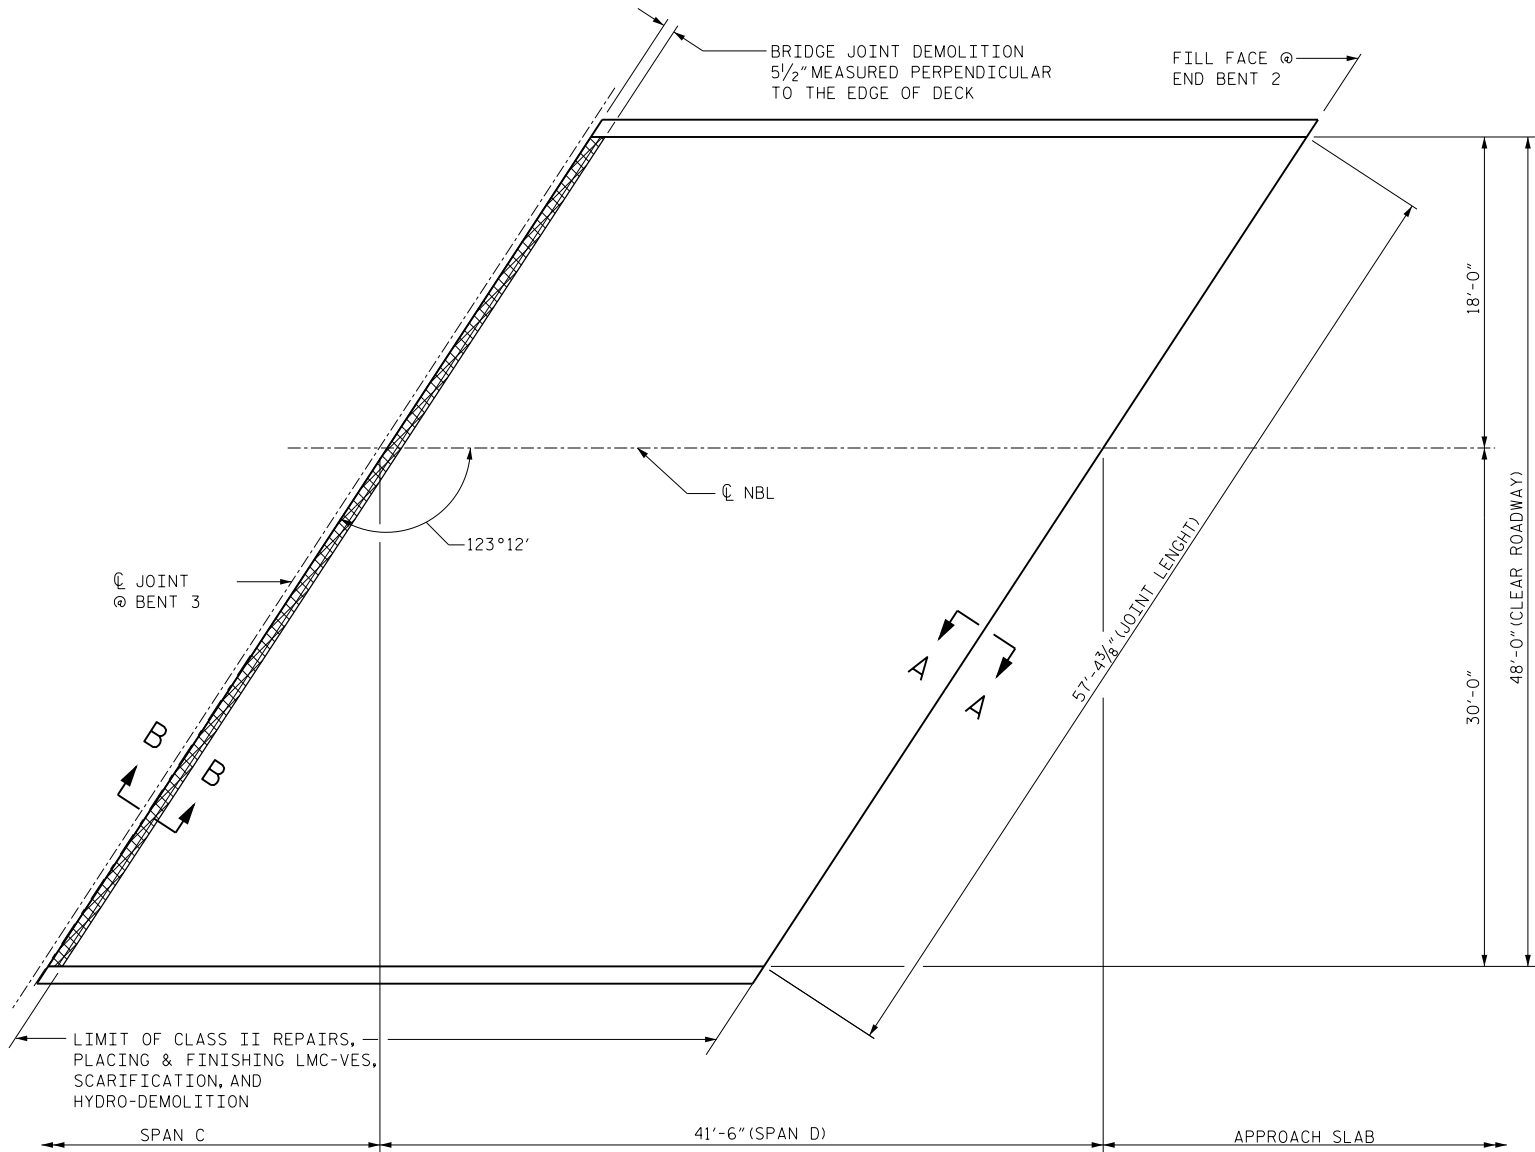 BRIDGE JOINT DEMOLITION
5½" MEASURED PERPENDICULAR
TO THE EDGE OF DECK
FILL FACE @
END BENT 2
18'-0"
℄ NBL
123°12'
℄ JOINT
@ BENT 3
48'-0" (CLEAR ROADWAY)
57'-4⅜" (JOINT LENGHT)
A
A
30'-0"
B
B
LIMIT OF CLASS II REPAIRS,
PLACING & FINISHING LMC-VES,
SCARIFICATION, AND
HYDRO-DEMOLITION
SPAN C
41'-6" (SPAN D)
APPROACH SLAB